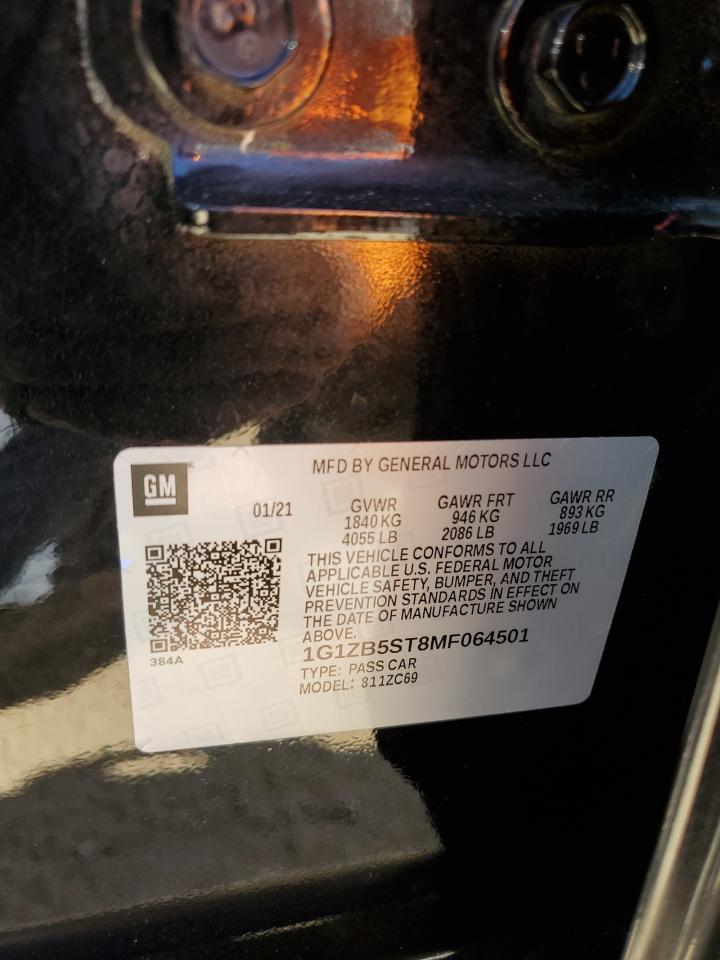 GM
MFD BY GENERAL MOTORS LLC
01/21
GVWR
1840 KG
4055 LB
GAWR FRT
946 KG
2086 LB
GAWR RR
893 KG
1969 LB
THIS VEHICLE CONFORMS TO ALL
APPLICABLE U.S. FEDERAL MOTOR
VEHICLE SAFETY, BUMPER, AND THEFT
PREVENTION STANDARDS IN EFFECT ON
THE DATE OF MANUFACTURE SHOWN
ABOVE.
384A
1G1ZB5ST8MF064501
TYPE: PASS CAR
MODEL: 811ZC69